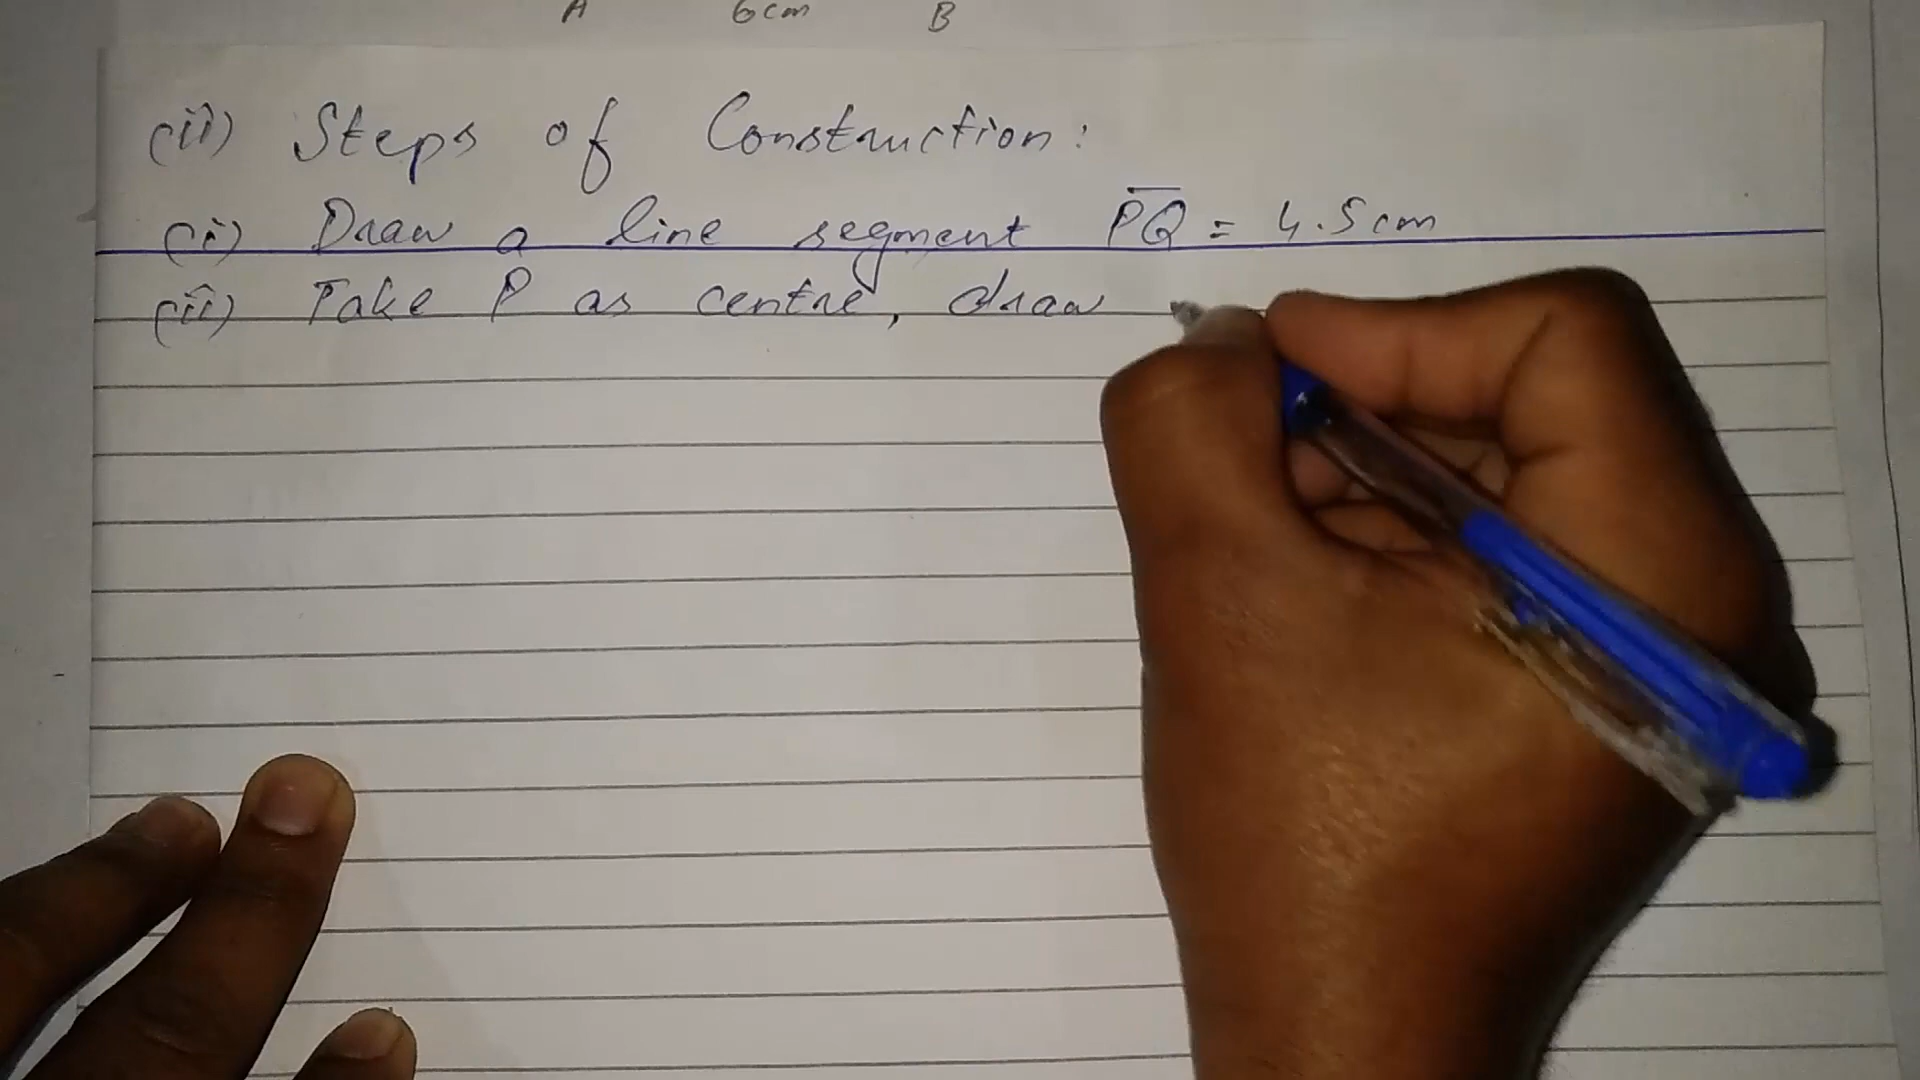 A 6cm B
(ii) Steps of Construction:
(i) Draw a line segment PQ = 4.5cm
(ii) Take P as centre, draw